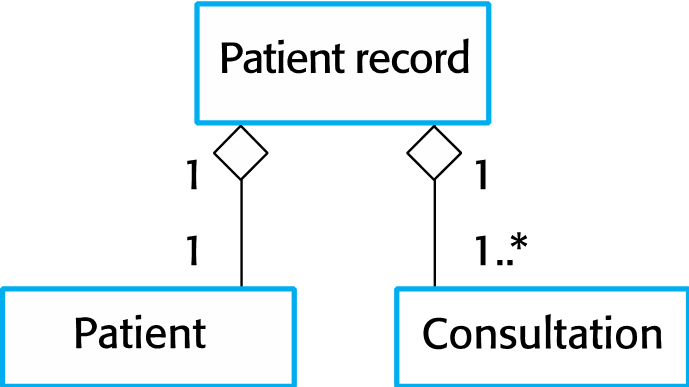 Patient record
1 1
1 1..*
Patient Consultation